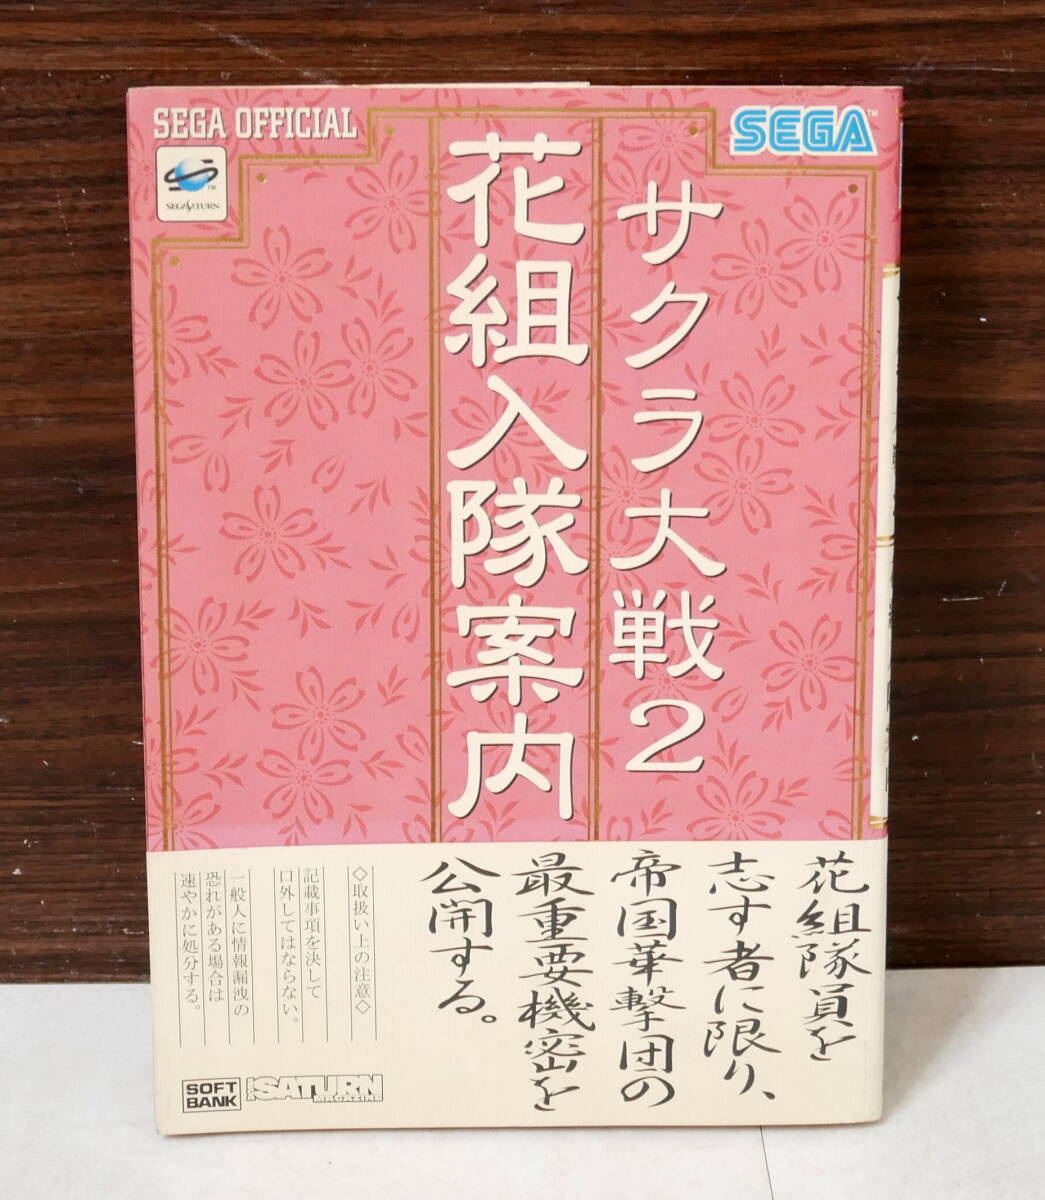 SEGA OFFICIAL
SEGA SATURN
SEGA
サクラ大戦2
花組入隊案内
花組隊員を
志す者に限り、
帝国華撃団の
最重要機密を
公開する。
◇取扱い上の注意◇
記載事項を決して
口外してはならない。
一般人に情報漏洩の
恐れがある場合は
速やかに処分する。
SOFT
BANK
SEGA SATURN
MAGAZINE